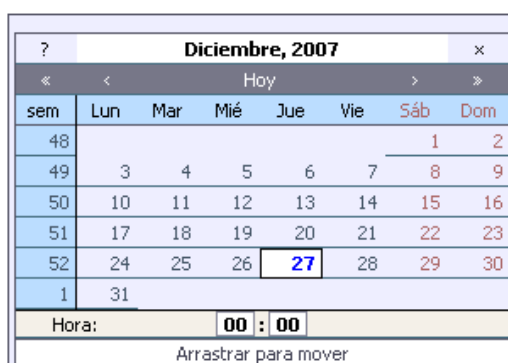 ? Diciembre, 2007 ×
« ‹ Hoy › »
sem Lun Mar Mié Jue Vie Sáb Dom
48 1 2
49 3 4 5 6 7 8 9
50 10 11 12 13 14 15 16
51 17 18 19 20 21 22 23
52 24 25 26 27 28 29 30
1 31
Hora: 00 : 00
Arrastrar para mover